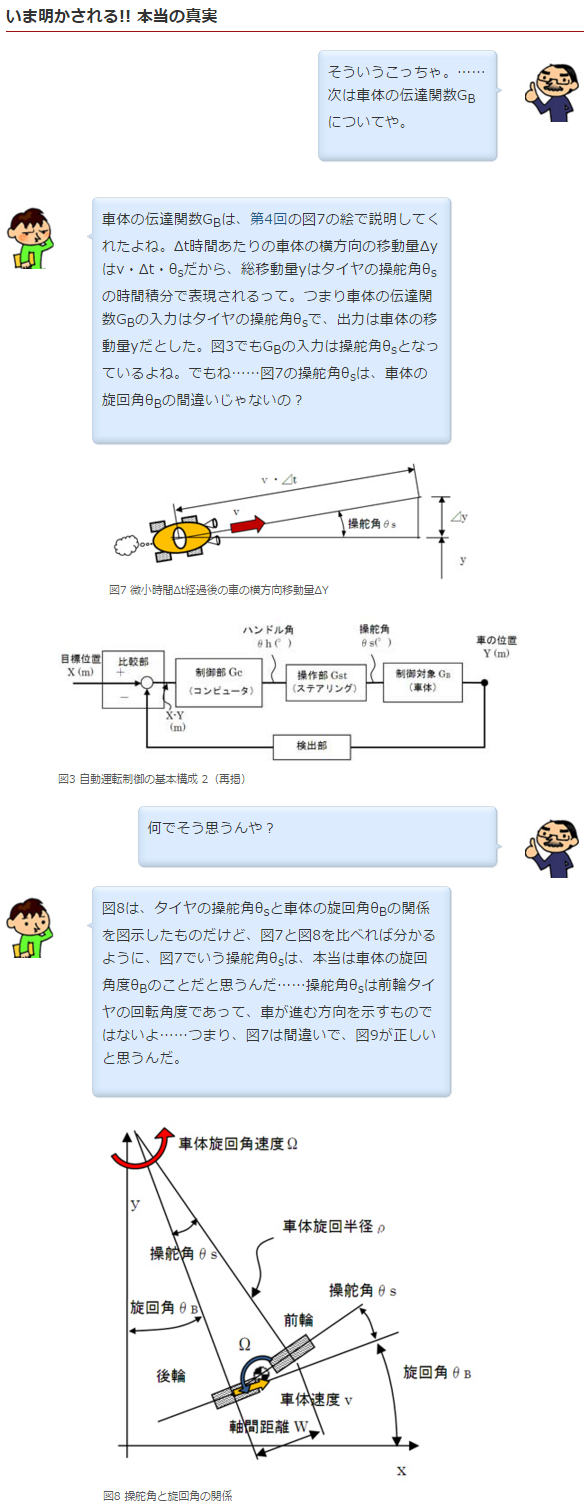 いま明かされる!! 本当の真実
そういうこっちゃ。……
次は車体の伝達関数GB
についてや。
車体の伝達関数GBは、第4回の図7の絵で説明してく
れたよね。Δt時間あたりの車体の横方向の移動量Δy
はv・Δt・θsだから、総移動量yはタイヤの操舵角θs
の時間積分で表現されるって。つまり車体の伝達関
数GBの入力はタイヤの操舵角θsで、出力は車体の移
動量yだとした。図3でもGBの入力は操舵角θsとなっ
ているよね。でもね……図7の操舵角θsは、車体の
旋回角θBの間違いじゃないの？
v・⊿t
v
操舵角θs
⊿y
y
図7 微小時間Δt経過後の車の横方向移動量ΔY
目標位置
X (m)
比較部
＋
－
X-Y
(m)
制御部 Gc
（コンピュータ）
ハンドル角
θh(°)
操作部 Gst
（ステアリング）
操舵角
θs(°)
制御対象 GB
（車体）
車の位置
Y (m)
検出部
図3 自動運転制御の基本構成 2（再掲）
何でそう思うんや？
図8は、タイヤの操舵角θsと車体の旋回角θBの関係
を図示したものだけど、図7と図8を比べれば分かる
ように、図7でいう操舵角θsは、本当は車体の旋回
角度θBのことだと思うんだ……操舵角θsは前輪タイ
ヤの回転角度であって、車が進む方向を示すもので
はないよ……つまり、図7は間違いで、図9が正しい
と思うんだ。
車体旋回角速度Ω
y
操舵角θs
車体旋回半径ρ
旋回角θB
操舵角θs
前輪
Ω
後輪
旋回角θB
車体速度v
軸間距離W
x
図8 操舵角と旋回角の関係